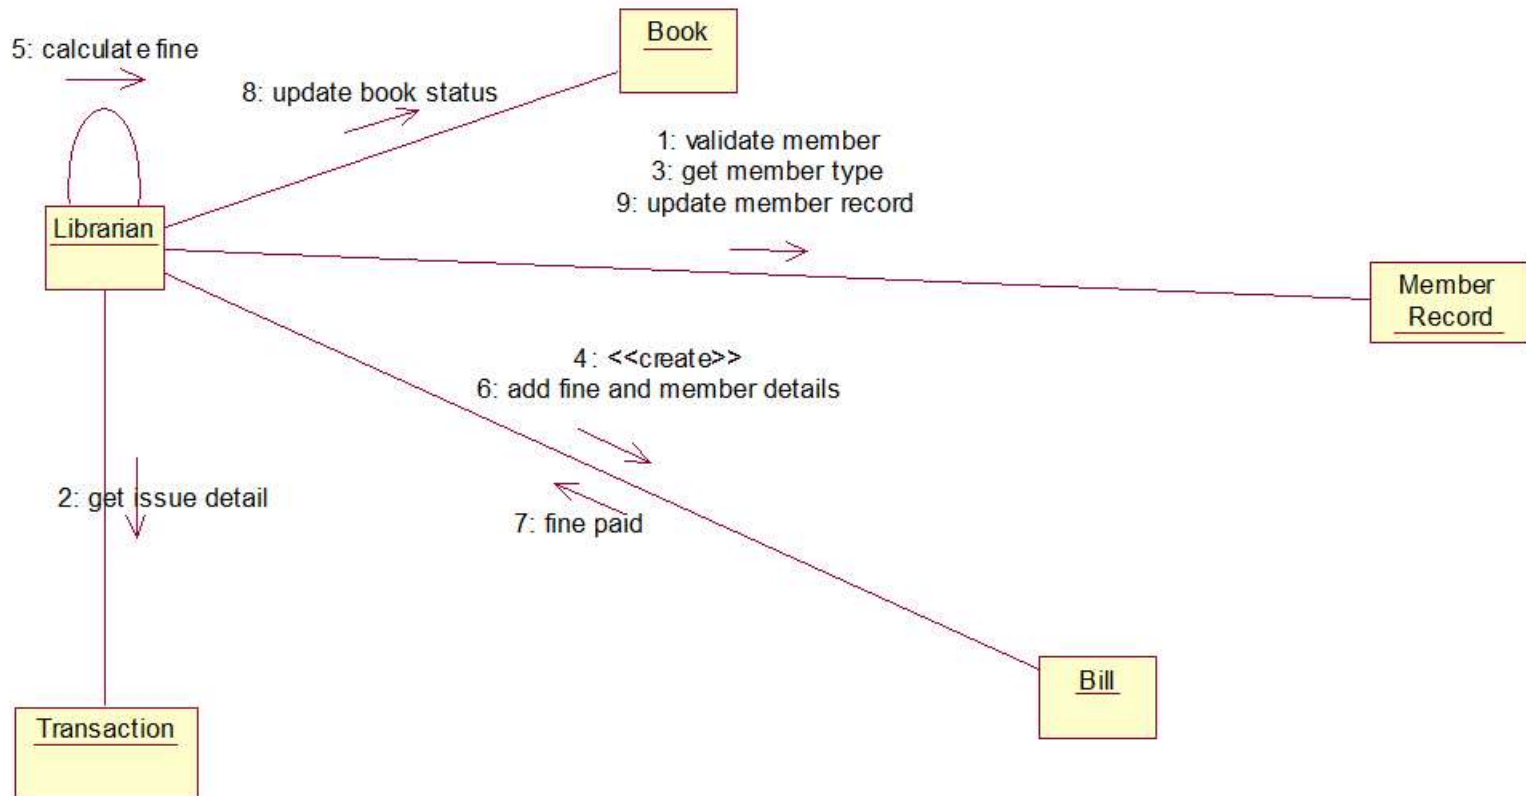 Book
5: calculate fine
8: update book status
1: validate member
3: get member type
9: update member record
Librarian
Member
Record
4: <<create>>
6: add fine and member details
2: get issue detail
7: fine paid
Bill
Transaction